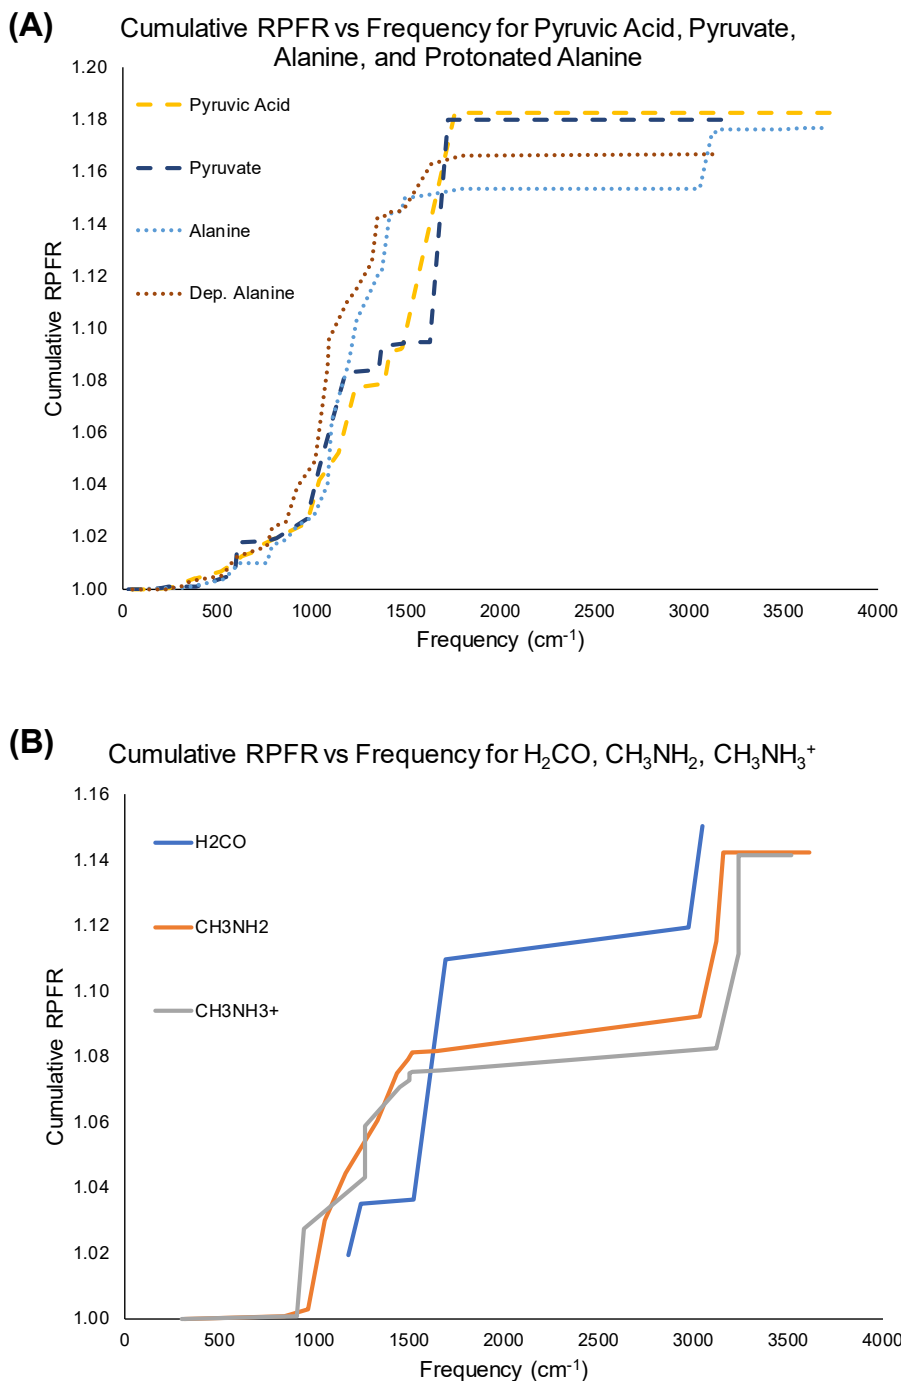 (A)
Cumulative RPFR vs Frequency for Pyruvic Acid, Pyruvate,
Alanine, and Protonated Alanine
1.20
1.18
1.16
1.14
1.12
1.10
1.08
1.06
1.04
1.02
1.00
Cumulative RPFR
Pyruvic Acid
Pyruvate
Alanine
Dep. Alanine
0 500 1000 1500 2000 2500 3000 3500 4000
Frequency (cm⁻¹)
(B)
Cumulative RPFR vs Frequency for H₂CO, CH₃NH₂, CH₃NH₃⁺
1.16
1.14
1.12
1.10
1.08
1.06
1.04
1.02
1.00
Cumulative RPFR
H2CO
CH3NH2
CH3NH3+
0 500 1000 1500 2000 2500 3000 3500 4000
Frequency (cm⁻¹)